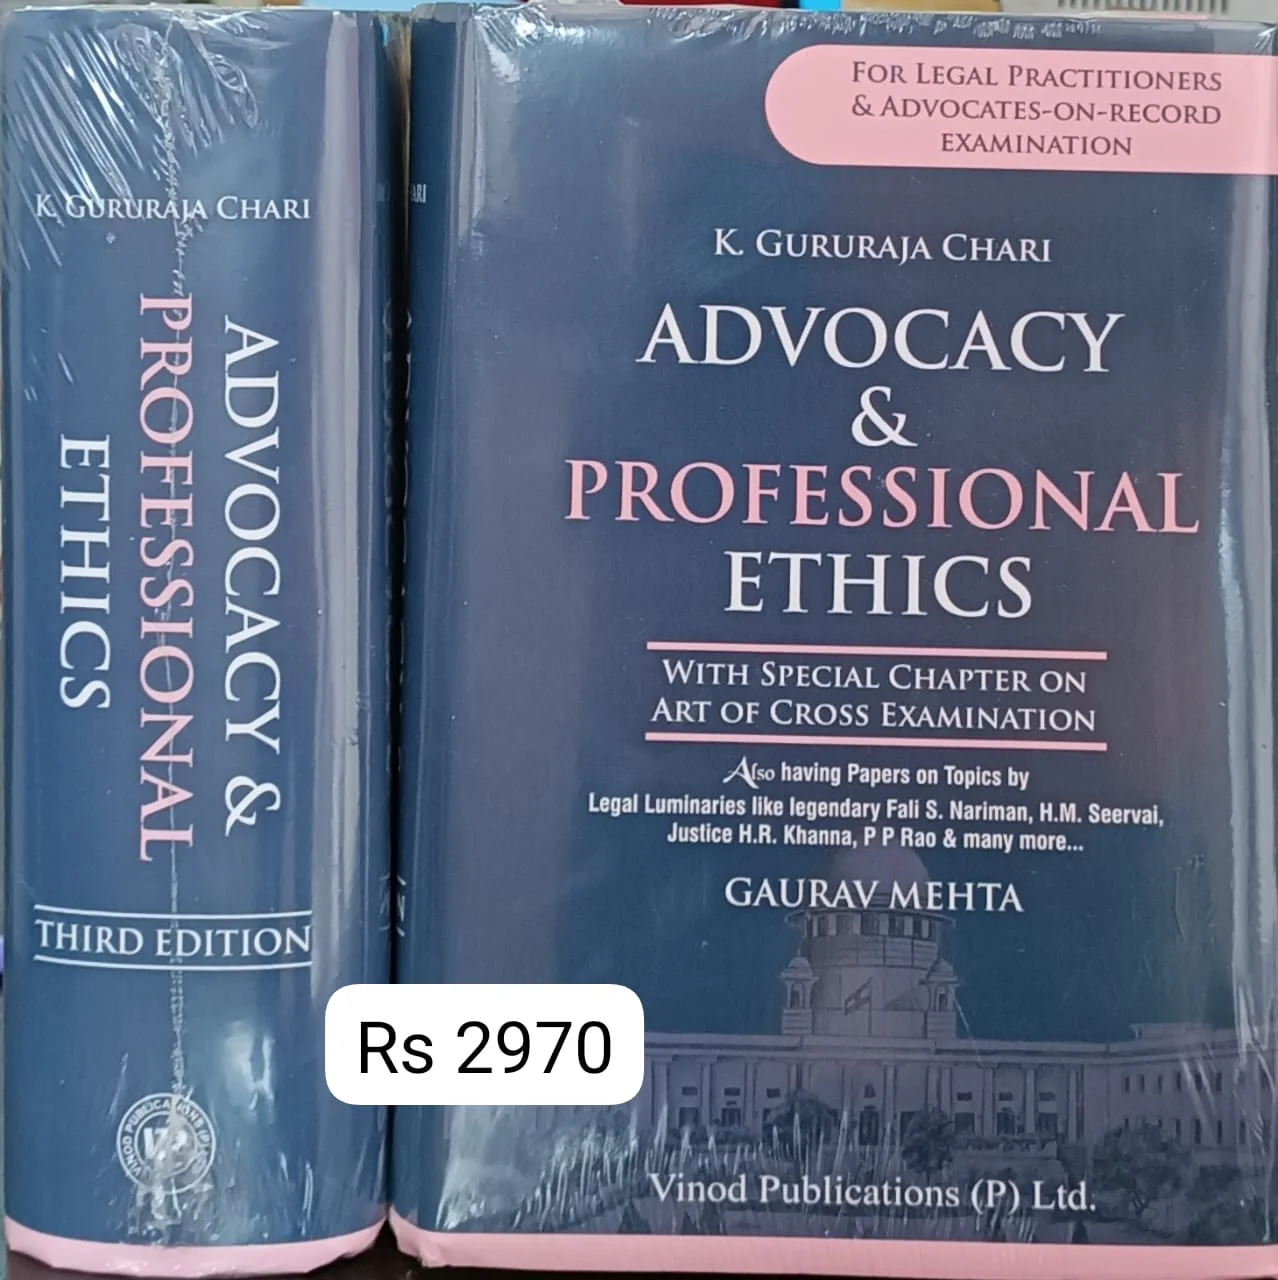 K. GURURAJA CHARI
ADVOCACY &
PROFESSIONAL
ETHICS
THIRD EDITION
VINOD PUBLICATIONS (P)
FOR LEGAL PRACTITIONERS
& ADVOCATES-ON-RECORD
EXAMINATION
K. GURURAJA CHARI
ADVOCACY
&
PROFESSIONAL
ETHICS
WITH SPECIAL CHAPTER ON
ART OF CROSS EXAMINATION
Also having Papers on Topics by
Legal Luminaries like legendary Fali S. Nariman, H.M. Seervai,
Justice H.R. Khanna, P P Rao & many more...
GAURAV MEHTA
Rs 2970
Vinod Publications (P) Ltd.